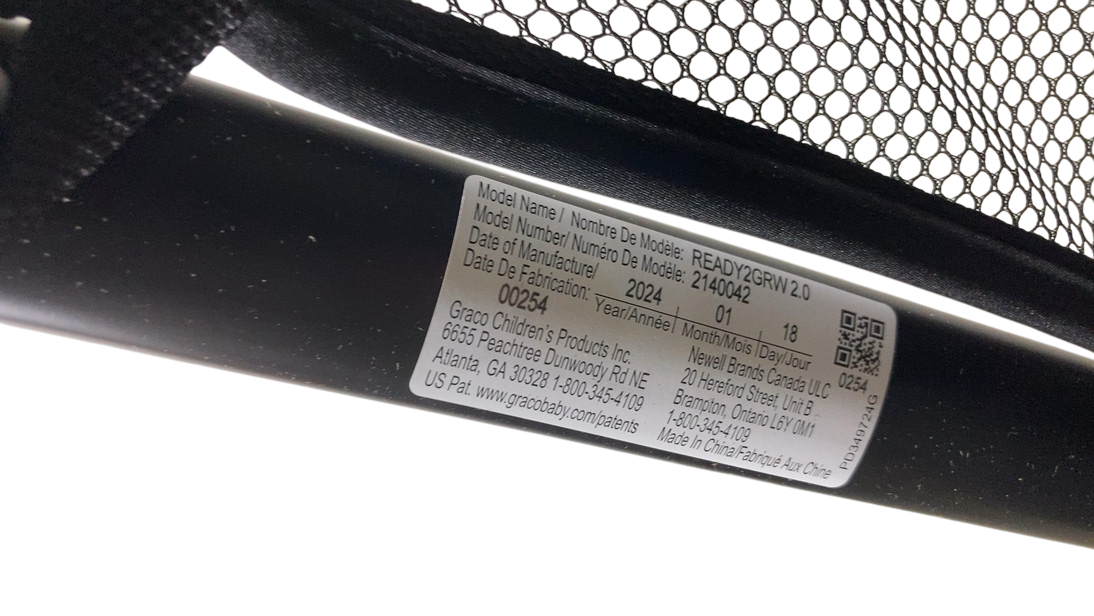 Model Name / Nombre De Modèle: READY2GRW 2.0
Model Number/ Numéro De Modèle: 2140042
Date of Manufacture/
Date De Fabrication: 2024 01 18
Year/Année Month/Mois Day/Jour
00254
Graco Children's Products Inc.
6655 Peachtree Dunwoody Rd NE
Atlanta, GA 30328 1-800-345-4109
US Pat. www.gracobaby.com/patents
Newell Brands Canada ULC
20 Hereford Street, Unit B
Brampton, Ontario L6Y 0M1
1-800-345-4109
Made In China/Fabriqué Aux Chine
0254
PD349724G